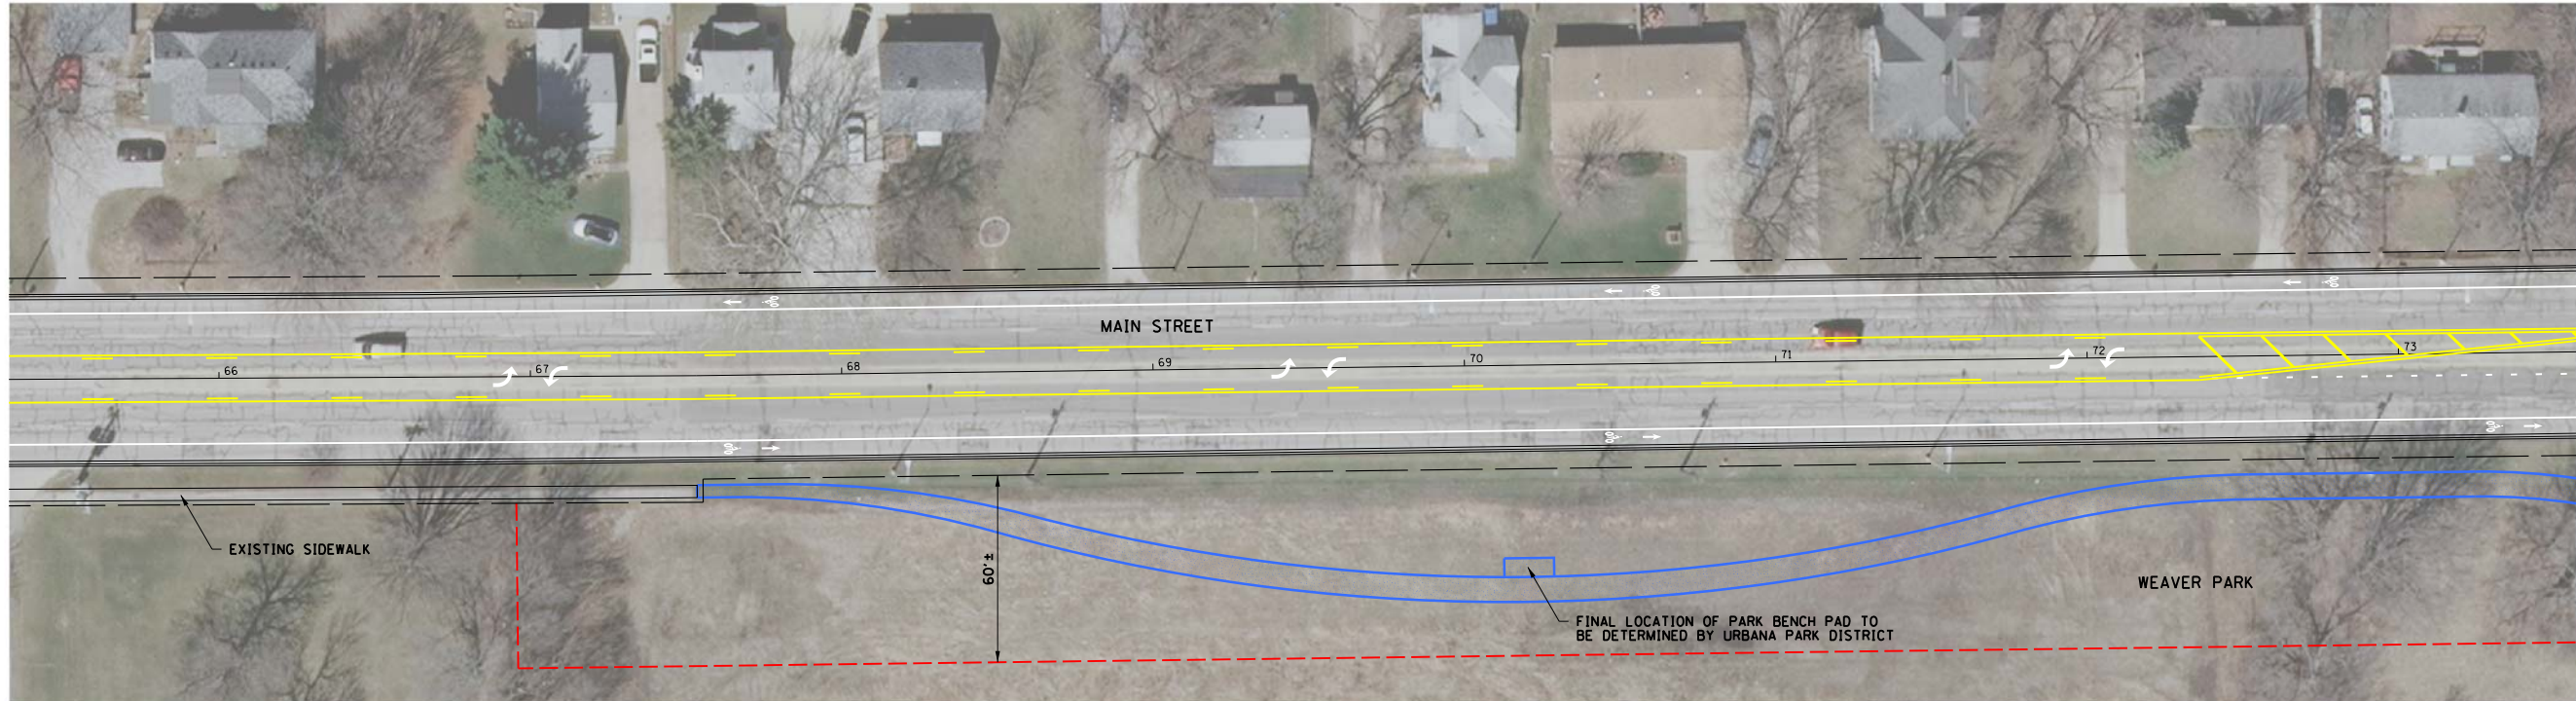 MAIN STREET
66
67
68
69
70
71
72
73
EXISTING SIDEWALK
60'±
WEAVER PARK
FINAL LOCATION OF PARK BENCH PAD TO
BE DETERMINED BY URBANA PARK DISTRICT